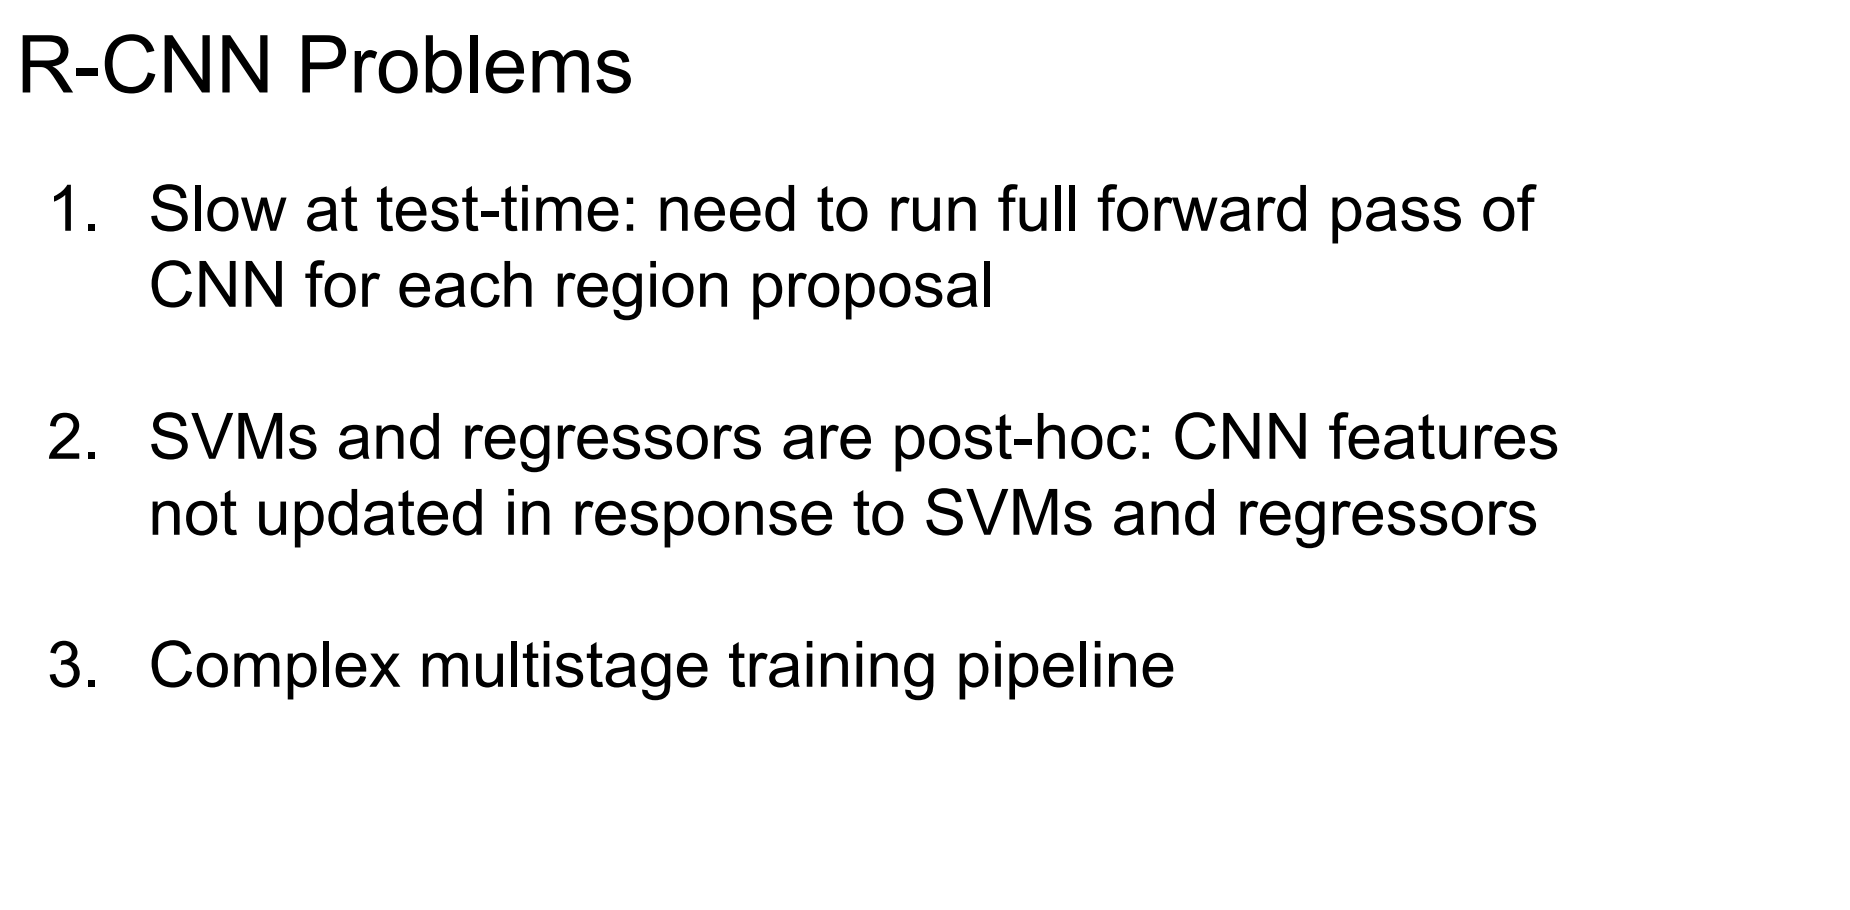 R-CNN Problems
1. Slow at test-time: need to run full forward pass of
CNN for each region proposal
2. SVMs and regressors are post-hoc: CNN features
not updated in response to SVMs and regressors
3. Complex multistage training pipeline